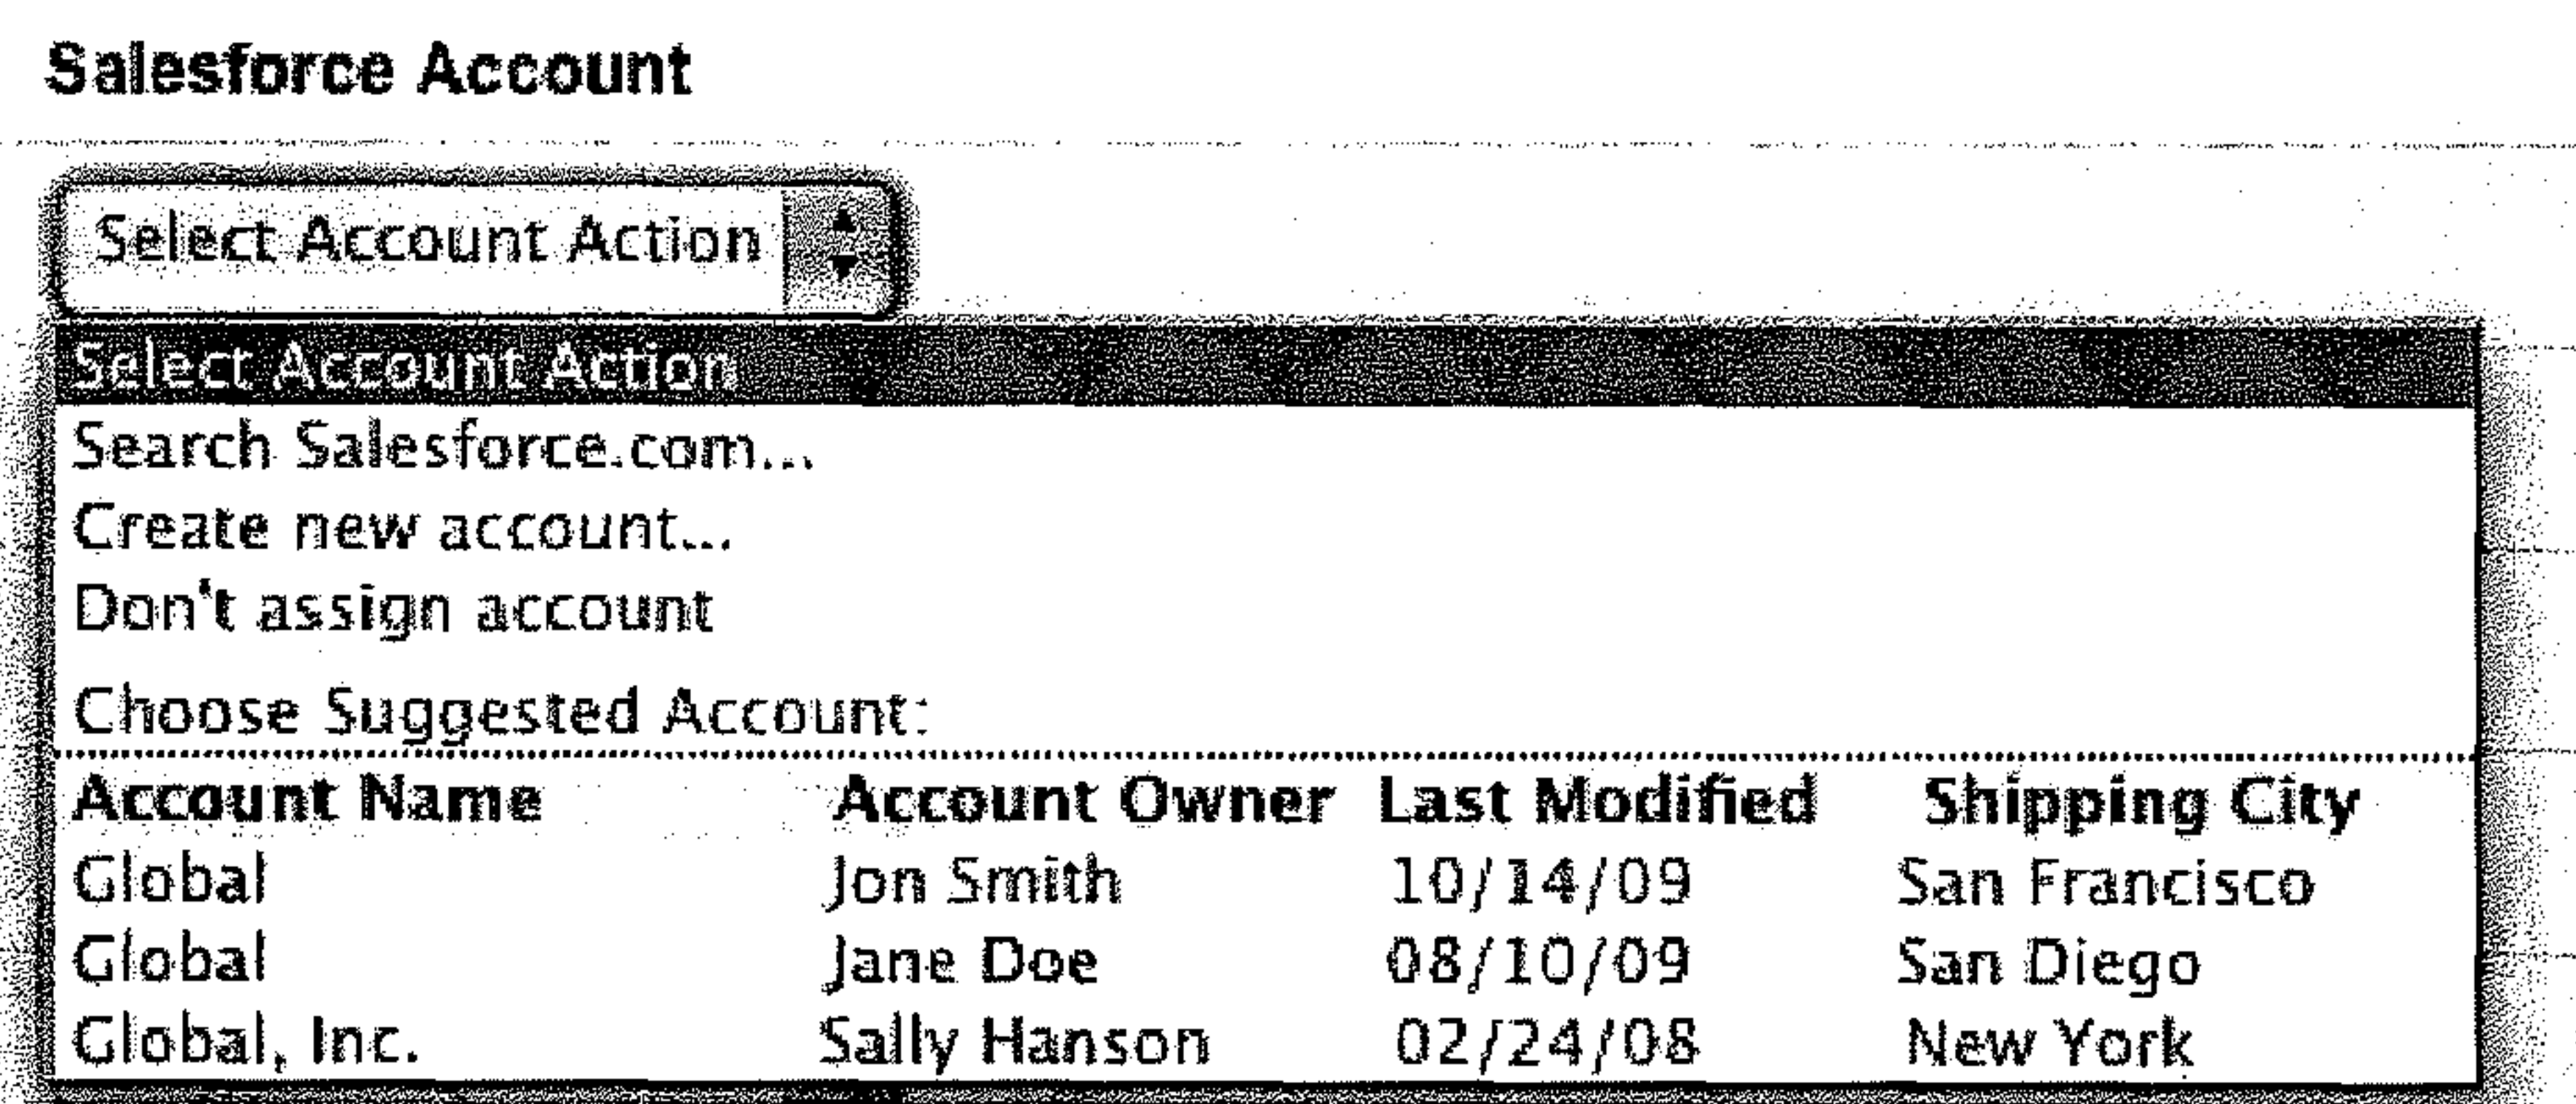 Salesforce Account
Select Account Action
Select Account Action
Search Salesforce.com...
Create new account...
Don't assign account
Choose Suggested Account:
Account Name Account Owner Last Modified Shipping City
Global Jon Smith 10/14/09 San Francisco
Global Jane Doe 08/10/09 San Diego
Global, Inc. Sally Hanson 02/24/08 New York